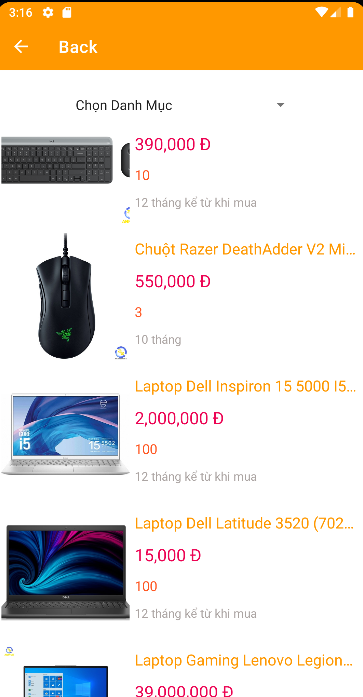 3:16
Back
Chọn Danh Mục
390,000 Đ
10
12 tháng kể từ khi mua
Chuột Razer DeathAdder V2 Mi...
550,000 Đ
3
10 tháng
Laptop Dell Inspiron 15 5000 I5...
2,000,000 Đ
100
12 tháng kể từ khi mua
Laptop Dell Latitude 3520 (702...
15,000 Đ
100
12 tháng kể từ khi mua
Laptop Gaming Lenovo Legion...
39,000,000 Đ